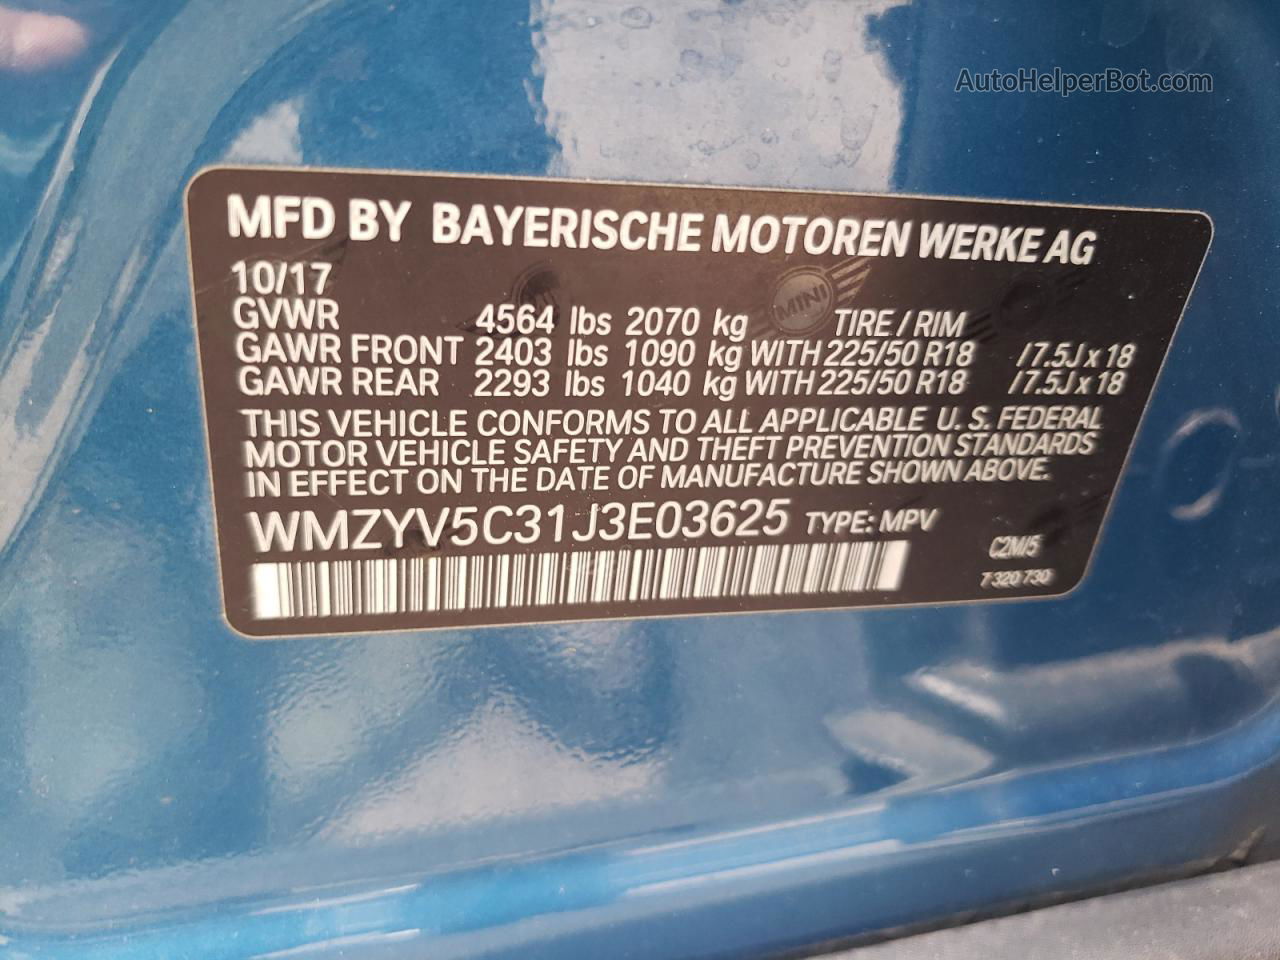 AutoHelperBot.com
MFD BY BAYERISCHE MOTOREN WERKE AG
10/17
GVWR 4564 lbs 2070 kg TIRE / RIM
GAWR FRONT 2403 lbs 1090 kg WITH 225/50 R18 / 7.5J x 18
GAWR REAR 2293 lbs 1040 kg WITH 225/50 R18 / 7.5J x 18
MINI
THIS VEHICLE CONFORMS TO ALL APPLICABLE U. S. FEDERAL
MOTOR VEHICLE SAFETY AND THEFT PREVENTION STANDARDS
IN EFFECT ON THE DATE OF MANUFACTURE SHOWN ABOVE.
WMZYV5C31J3E03625 TYPE: MPV
C2M/5
7 320 730